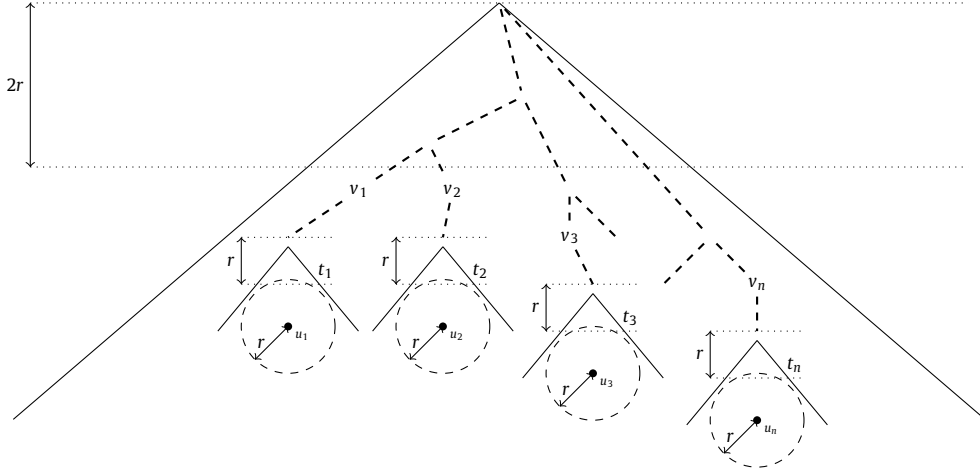 2r
v₁ v₂
v₃
r t₁ r t₂
vₙ
r t₃
r u₁ r u₂
r tₙ
r u₃
r uₙ